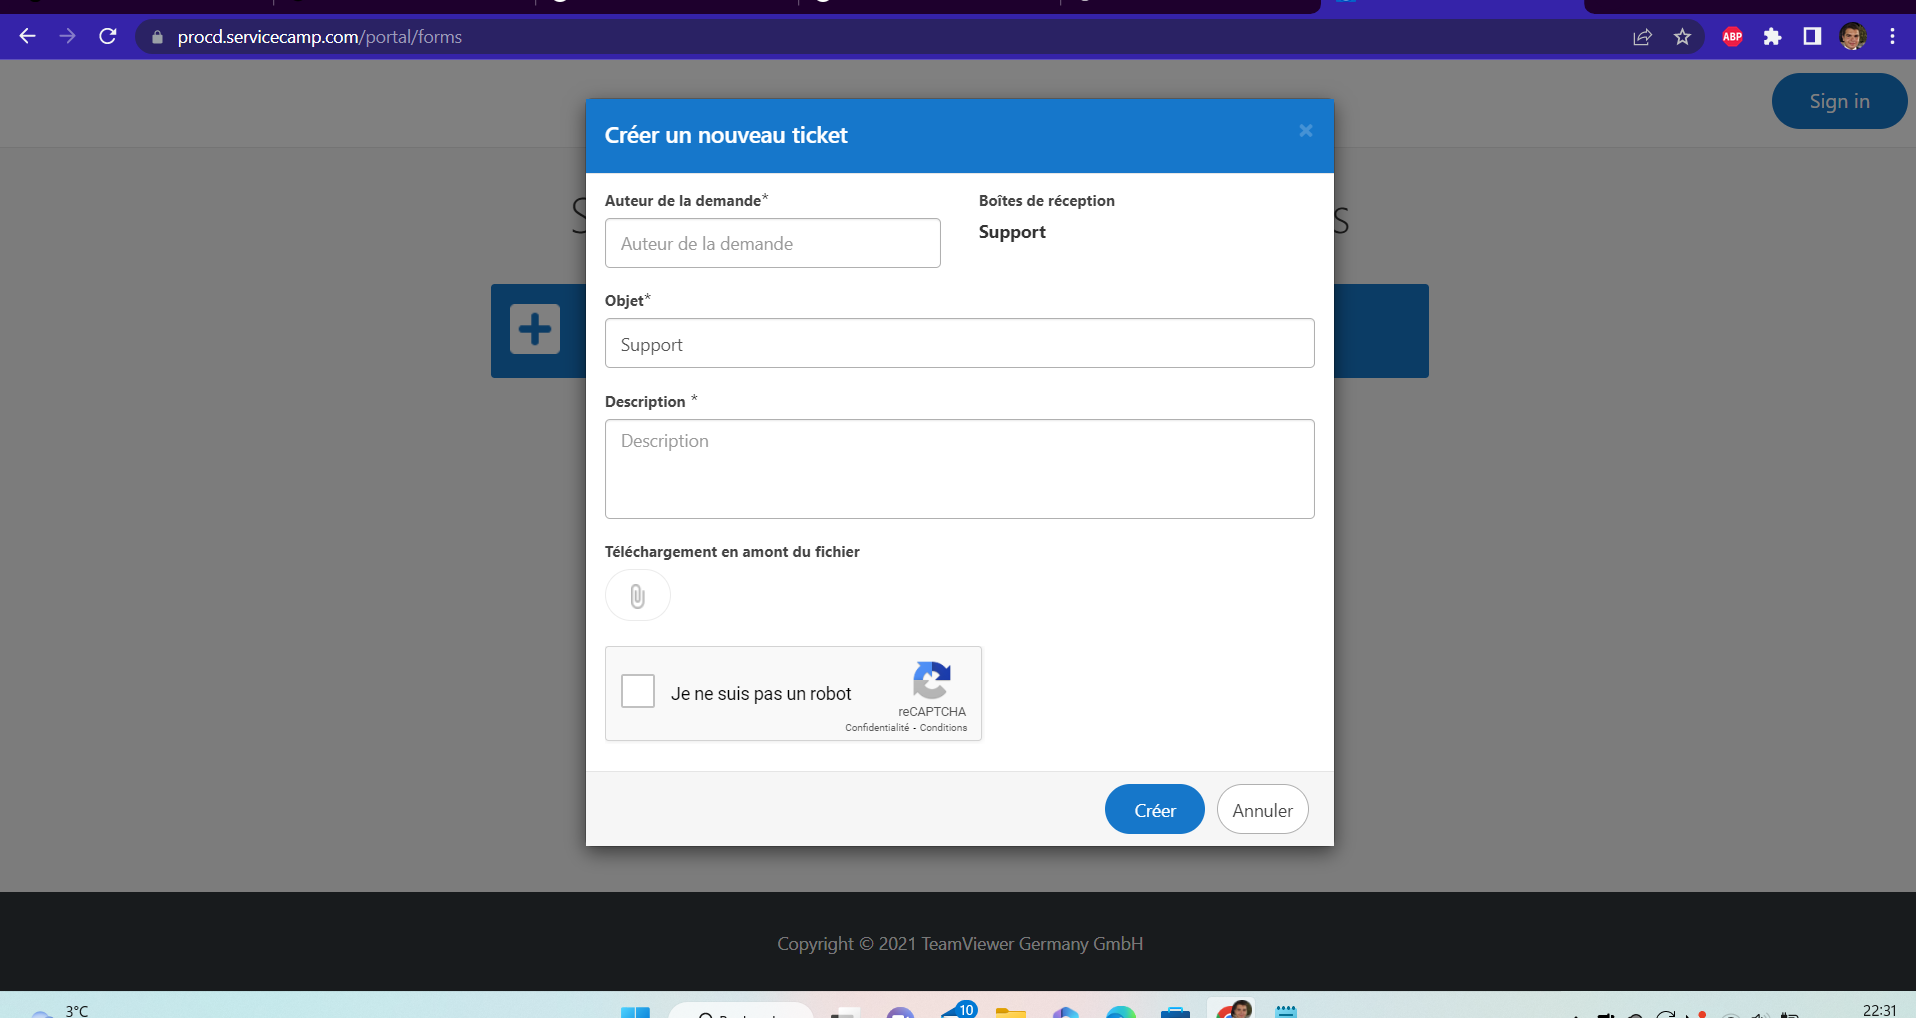 procd.servicecamp.com/portal/forms
ABP
Sign in
Créer un nouveau ticket
×
Auteur de la demande*
Boîtes de réception
Auteur de la demande
Support
S
s
Objet*
Support
Description *
Description
Téléchargement en amont du fichier
Je ne suis pas un robot
reCAPTCHA
Confidentialité - Conditions
Créer
Annuler
Copyright © 2021 TeamViewer Germany GmbH
3°C
10
22:31